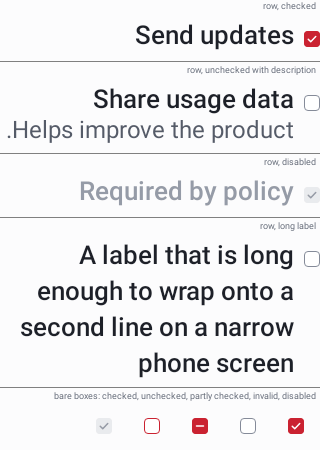 row, checked
Send updates
row, unchecked with description
Share usage data
.Helps improve the product
row, disabled
Required by policy
row, long label
A label that is long
enough to wrap onto a
second line on a narrow
phone screen
bare boxes: checked, unchecked, partly checked, invalid, disabled